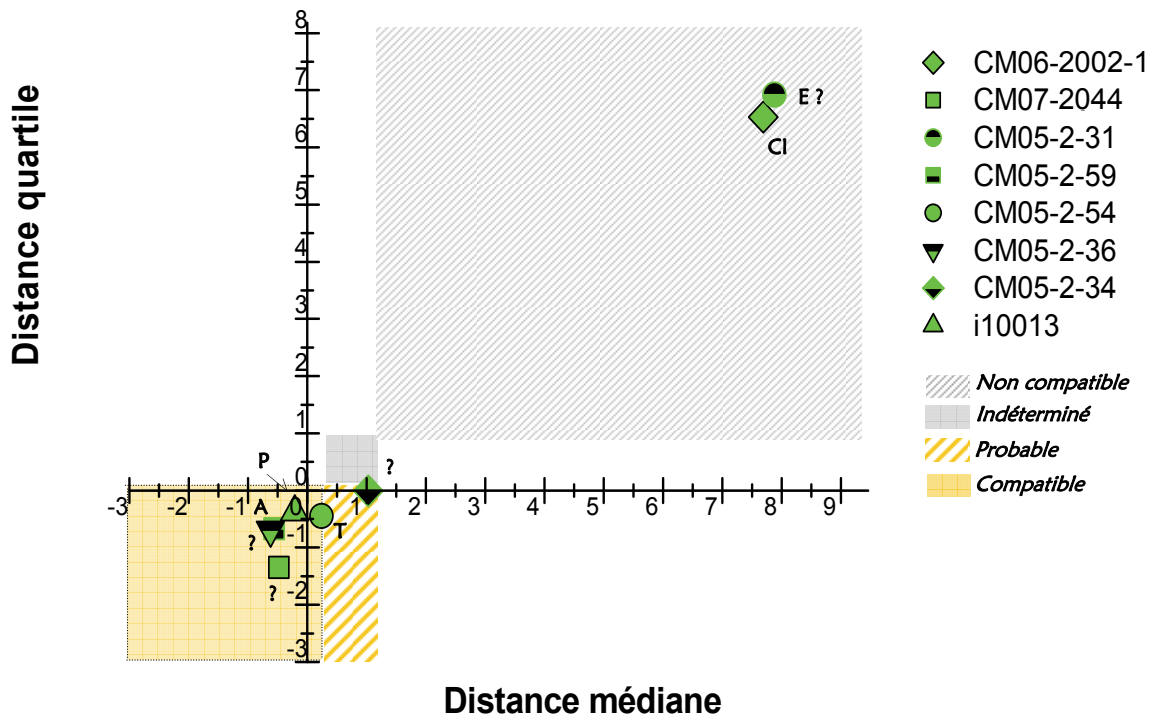 Distance quartile
8
7
6
5
4
3
2
1
0
-1
-2
-3
-3 -2 -1 0 1 2 3 4 5 6 7 8 9
E ?
Cl
?
P
A
?
T
?
Distance médiane
CM06-2002-1
CM07-2044
CM05-2-31
CM05-2-59
CM05-2-54
CM05-2-36
CM05-2-34
i10013
Non compatible
Indéterminé
Probable
Compatible